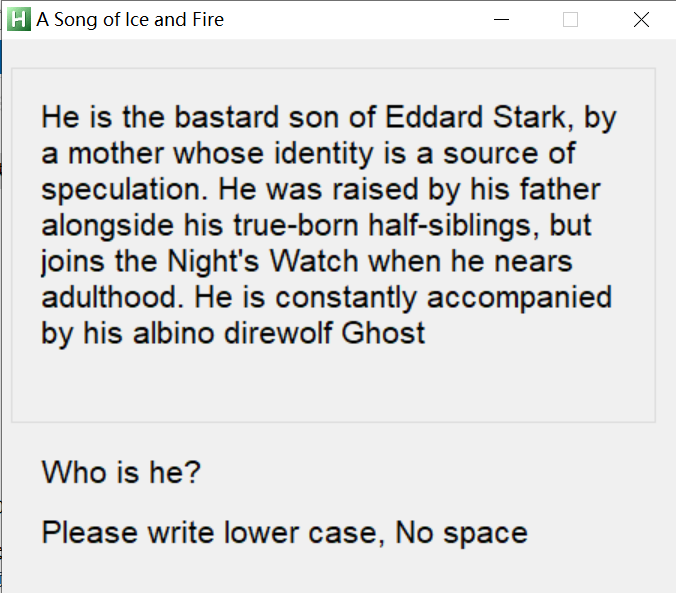 A Song of Ice and Fire
He is the bastard son of Eddard Stark, by
a mother whose identity is a source of
speculation. He was raised by his father
alongside his true-born half-siblings, but
joins the Night's Watch when he nears
adulthood. He is constantly accompanied
by his albino direwolf Ghost
Who is he?
Please write lower case, No space